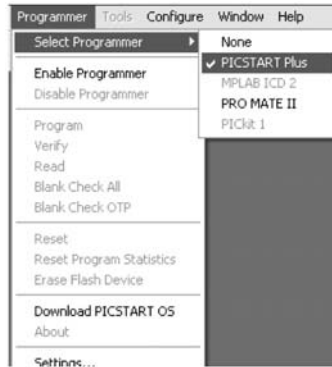 Programmer Tools Configure Window Help
Select Programmer
None
PICSTART Plus
MPLAB ICD 2
PRO MATE II
PICkit 1
Enable Programmer
Disable Programmer
Program
Verify
Read
Blank Check All
Blank Check OTP
Reset
Reset Program Statistics
Erase Flash Device
Download PICSTART OS
About
Settings...